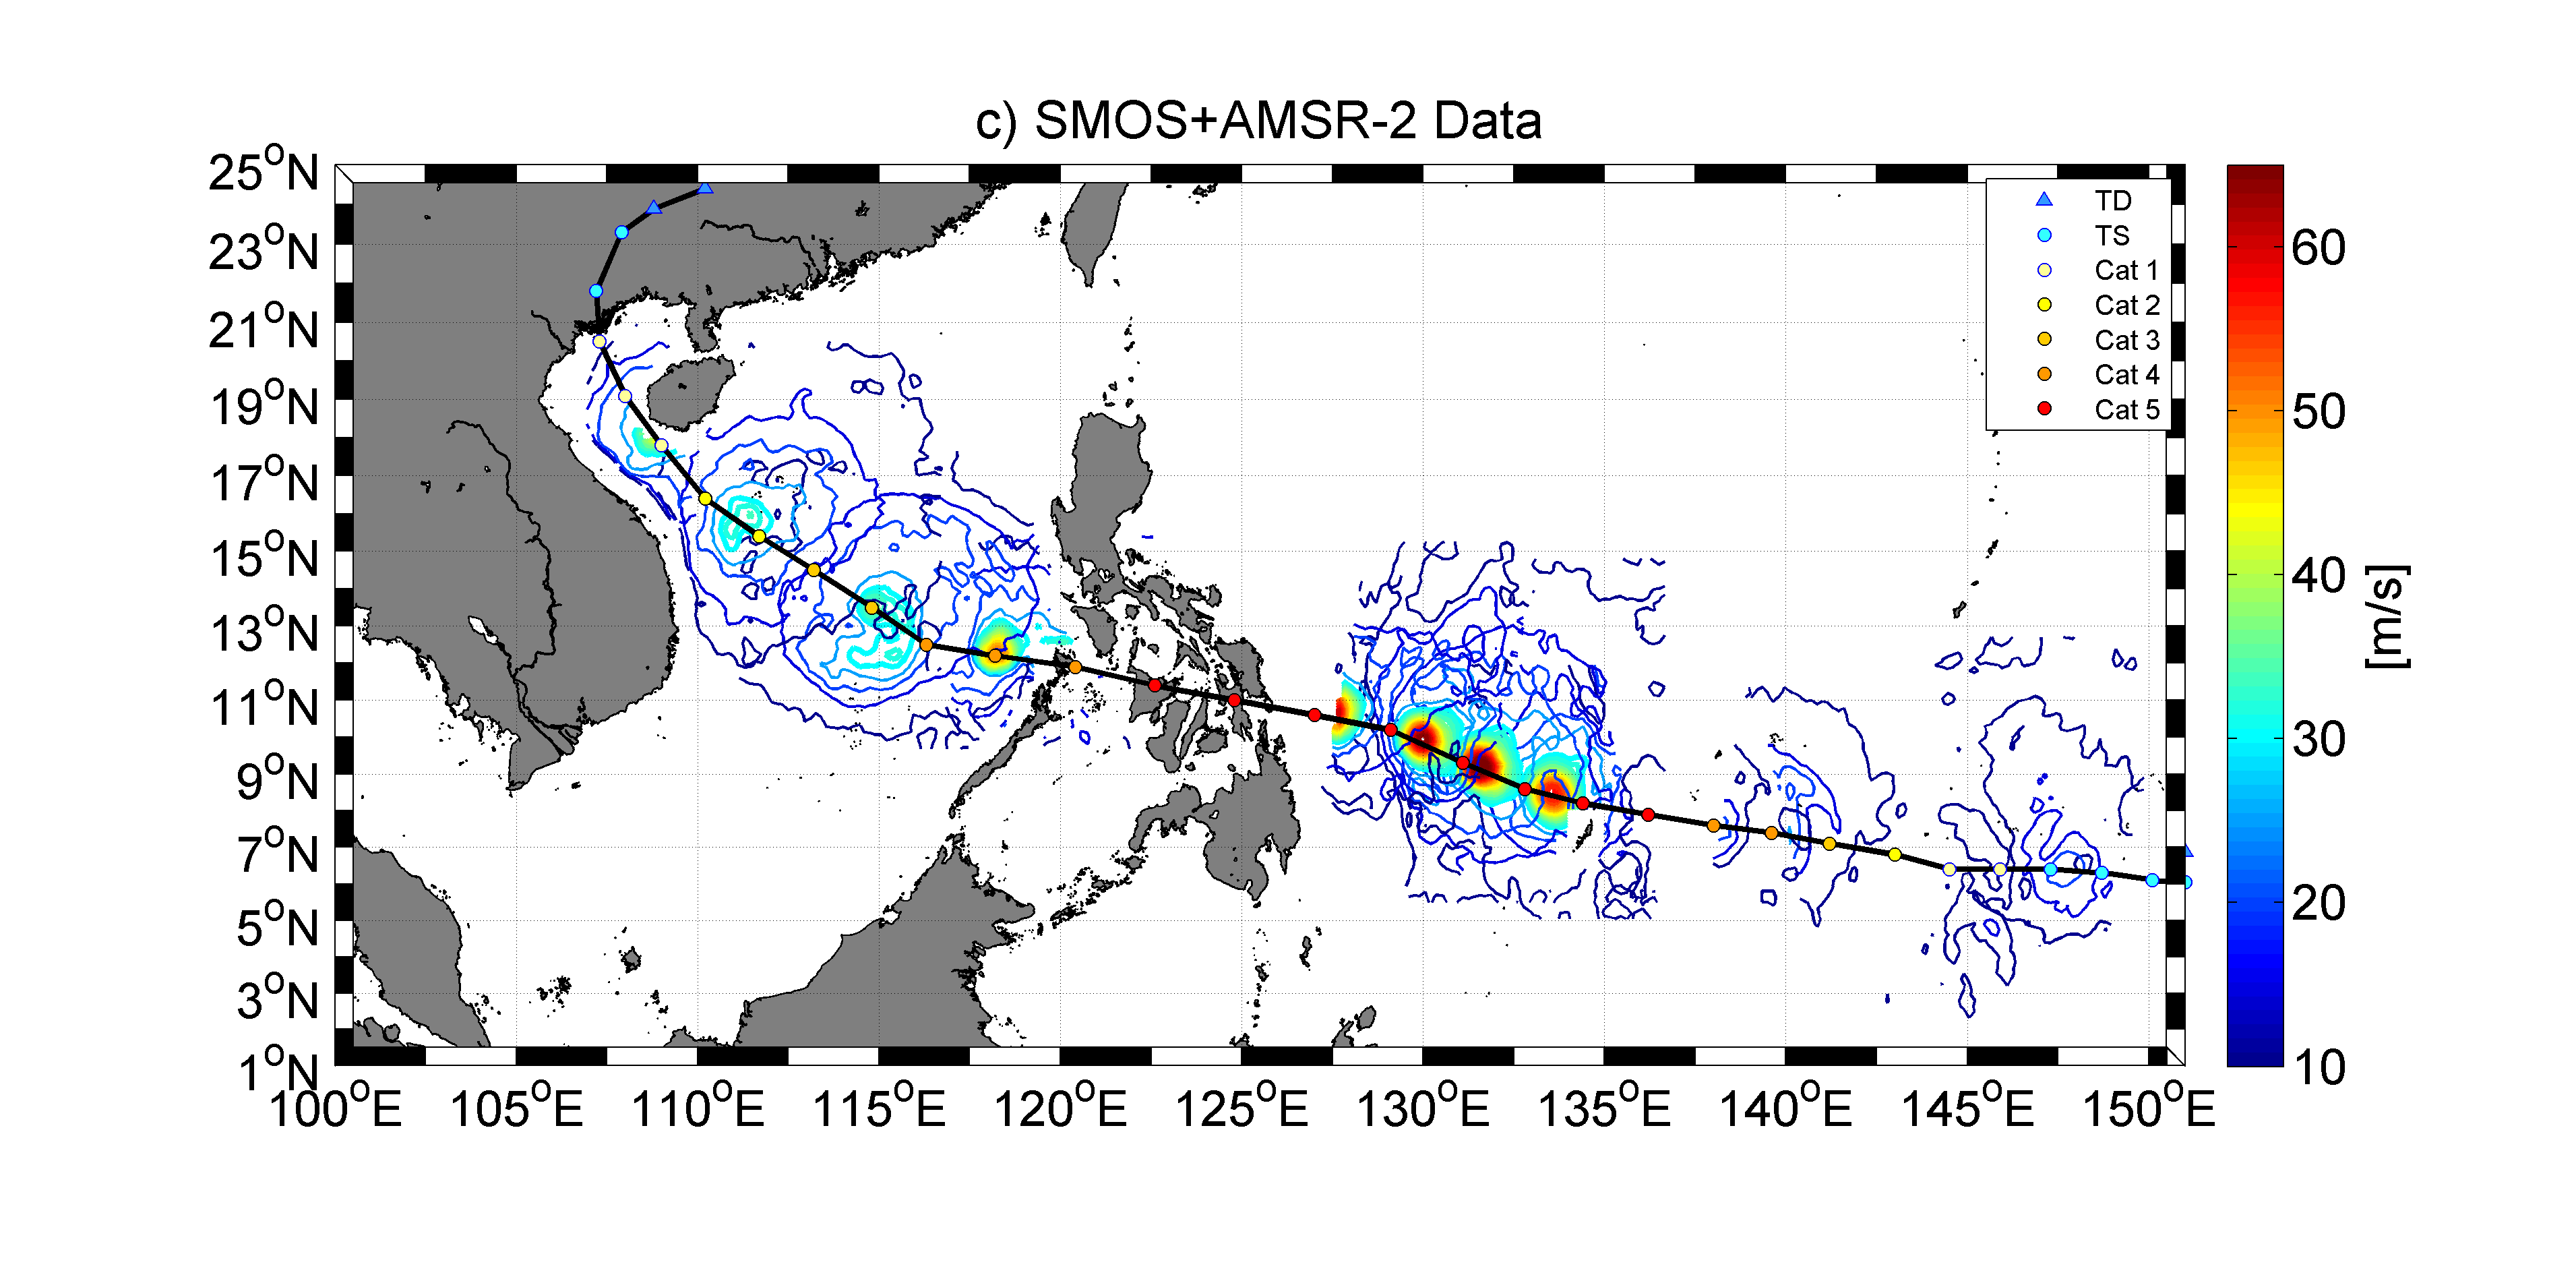 c) SMOS+AMSR-2 Data
25°N
23°N
21°N
19°N
17°N
15°N
13°N
11°N
9°N
7°N
5°N
3°N
1°N
100°E 105°E 110°E 115°E 120°E 125°E 130°E 135°E 140°E 145°E 150°E
TD
TS
Cat 1
Cat 2
Cat 3
Cat 4
Cat 5
60
50
40
30
20
10
[m/s]